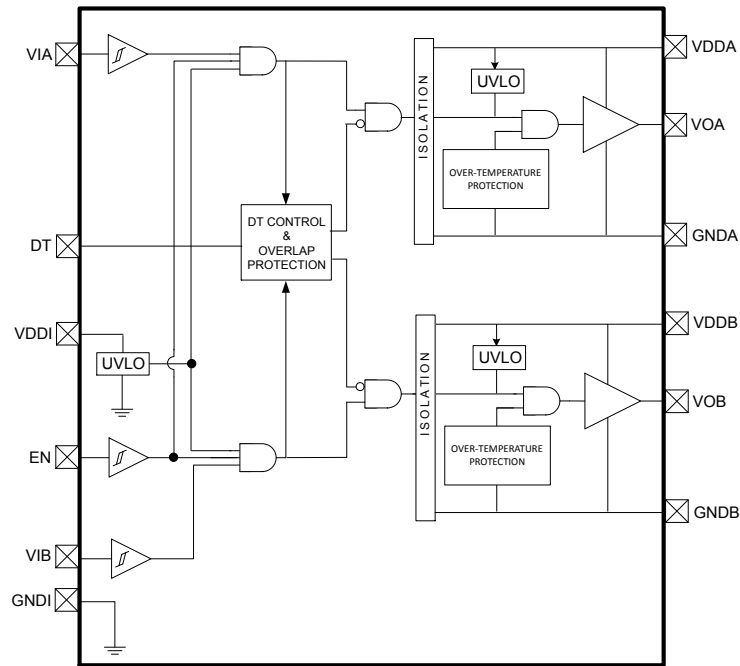 VIA
DT
VDDI
EN
VIB
GNDI
UVLO
DT CONTROL
&
OVERLAP
PROTECTION
ISOLATION
UVLO
OVER-TEMPERATURE
PROTECTION
VDDA
VOA
GNDA
ISOLATION
UVLO
OVER-TEMPERATURE
PROTECTION
VDDB
VOB
GNDB